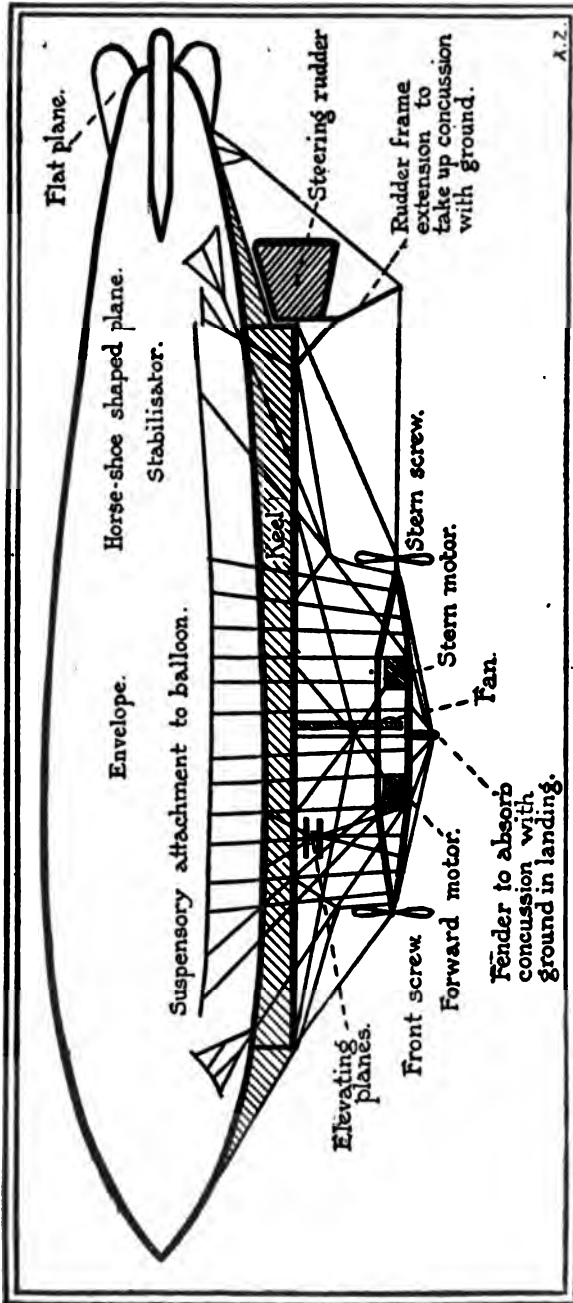 Flat plane.
Horse-shoe shaped plane.
Stabilisator.
Envelope.
Suspensory attachment to balloon.
Keel
Steering rudder
Rudder frame
extension to
take up concussion
with ground.
Stern screw.
Stern motor.
Fan.
Fender to absorb
concussion with
ground in landing.
Forward motor.
Front screw.
Elevating
planes.
A.Z.